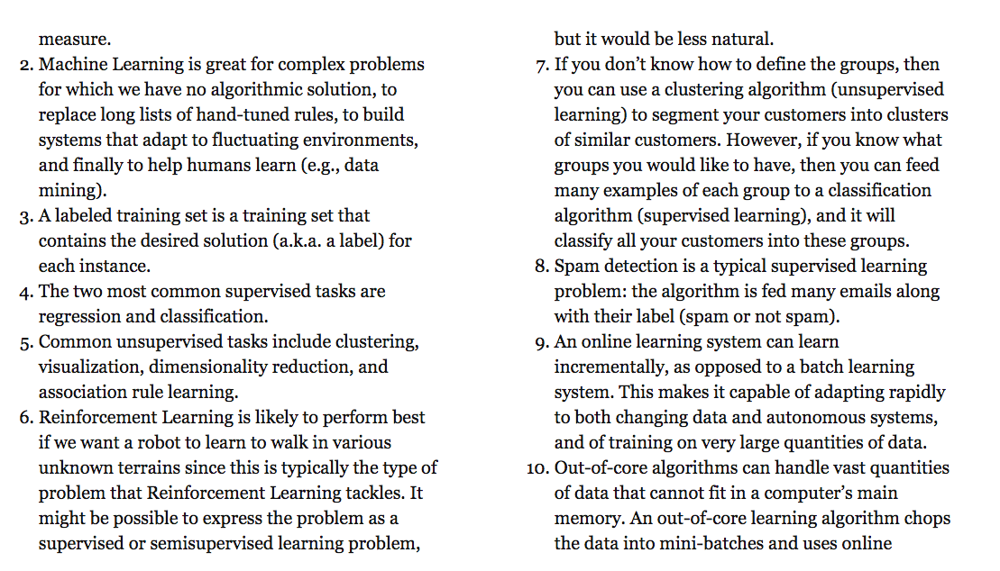 measure.
2. Machine Learning is great for complex problems
for which we have no algorithmic solution, to
replace long lists of hand-tuned rules, to build
systems that adapt to fluctuating environments,
and finally to help humans learn (e.g., data
mining).
3. A labeled training set is a training set that
contains the desired solution (a.k.a. a label) for
each instance.
4. The two most common supervised tasks are
regression and classification.
5. Common unsupervised tasks include clustering,
visualization, dimensionality reduction, and
association rule learning.
6. Reinforcement Learning is likely to perform best
if we want a robot to learn to walk in various
unknown terrains since this is typically the type of
problem that Reinforcement Learning tackles. It
might be possible to express the problem as a
supervised or semisupervised learning problem,
but it would be less natural.
7. If you don’t know how to define the groups, then
you can use a clustering algorithm (unsupervised
learning) to segment your customers into clusters
of similar customers. However, if you know what
groups you would like to have, then you can feed
many examples of each group to a classification
algorithm (supervised learning), and it will
classify all your customers into these groups.
8. Spam detection is a typical supervised learning
problem: the algorithm is fed many emails along
with their label (spam or not spam).
9. An online learning system can learn
incrementally, as opposed to a batch learning
system. This makes it capable of adapting rapidly
to both changing data and autonomous systems,
and of training on very large quantities of data.
10. Out-of-core algorithms can handle vast quantities
of data that cannot fit in a computer’s main
memory. An out-of-core learning algorithm chops
the data into mini-batches and uses online